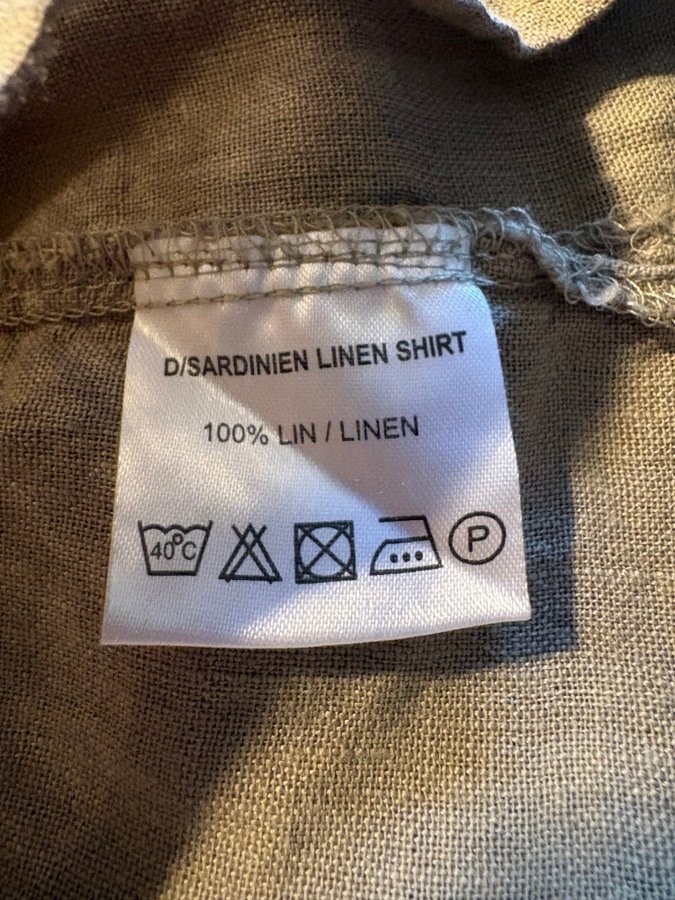 D/SARDINIEN LINEN SHIRT
100% LIN / LINEN
40°C P